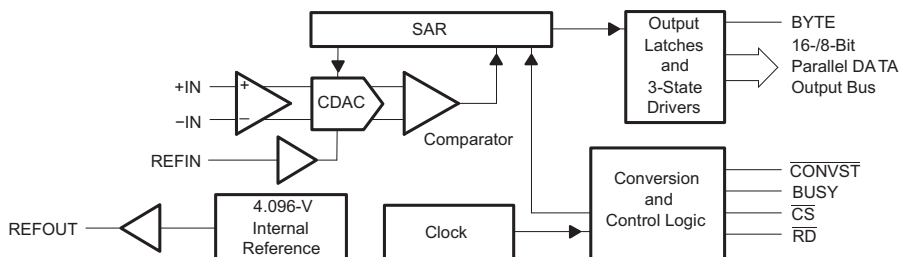 SAR
Output
Latches
and
3-State
Drivers
BYTE
16-/8-Bit
Parallel DATA
Output Bus
+IN
−IN
+
−
CDAC
Comparator
REFIN
CONVST
BUSY
CS
RD
Conversion
and
Control Logic
REFOUT
4.096-V
Internal
Reference
Clock